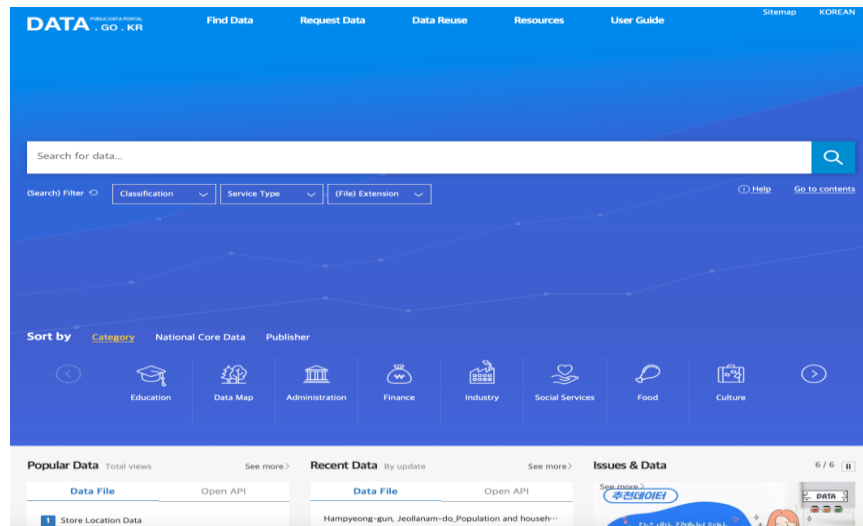 Sitemap KOREAN
DATA PUBLIC DATA PORTAL
. GO . KR
Find Data Request Data Data Reuse Resources User Guide
Search for data...
(Search) Filter Classification Service Type (File) Extension Help Go to contents
Sort by Category National Core Data Publisher
Education Data Map Administration Finance Industry Social Services Food Culture
Popular Data Total views See more Recent Data By update See more Issues & Data 6 / 6
See more
Data File Open API Data File Open API 추천데이터 DATA
1 Store Location Data Hampyeong-gun, Jeollanam-do_Population and househ···